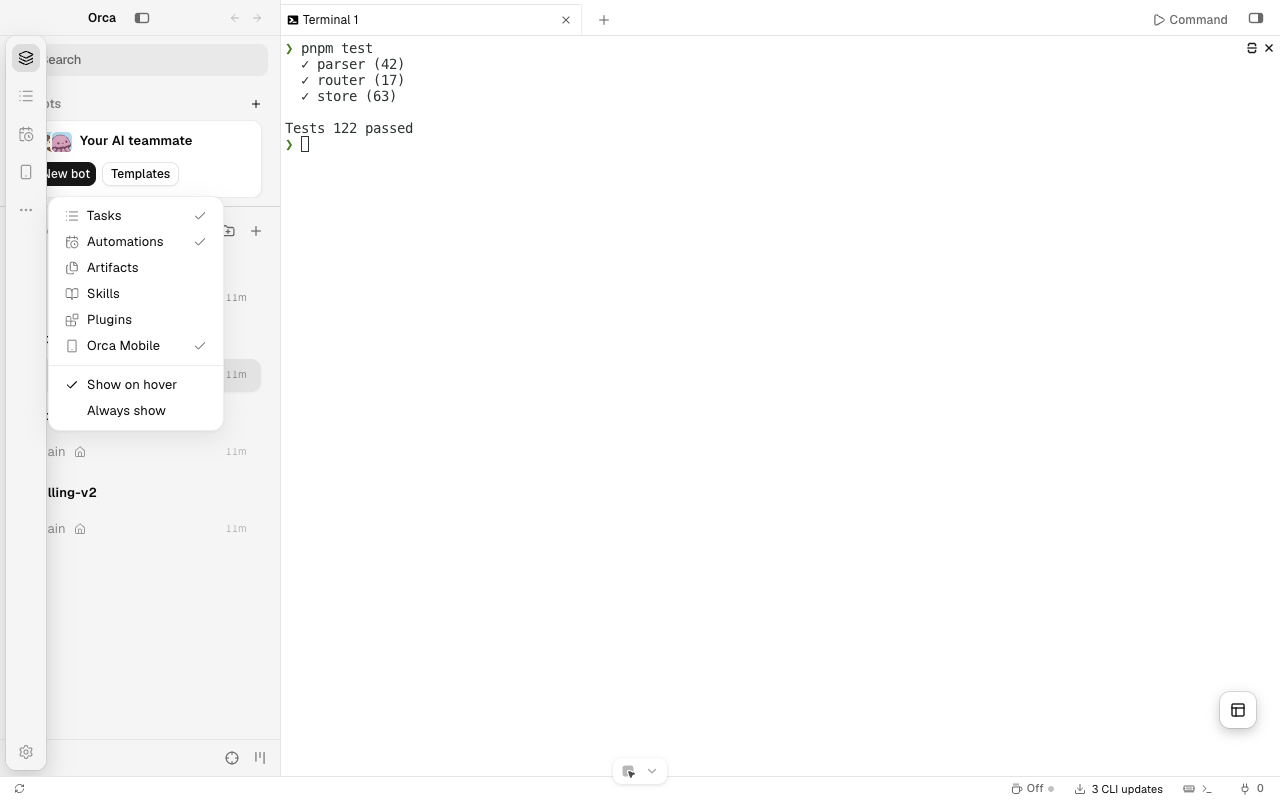 Orca
Terminal 1
Command
earch
ots
Your AI teammate
New bot
Templates
Tasks
Automations
Artifacts
Skills
Plugins
Orca Mobile
Show on hover
Always show
11m
11m
ain
11m
lling-v2
ain
11m
❯ pnpm test
✓ parser (42)
✓ router (17)
✓ store (63)
Tests 122 passed
❯
Off
3 CLI updates
0